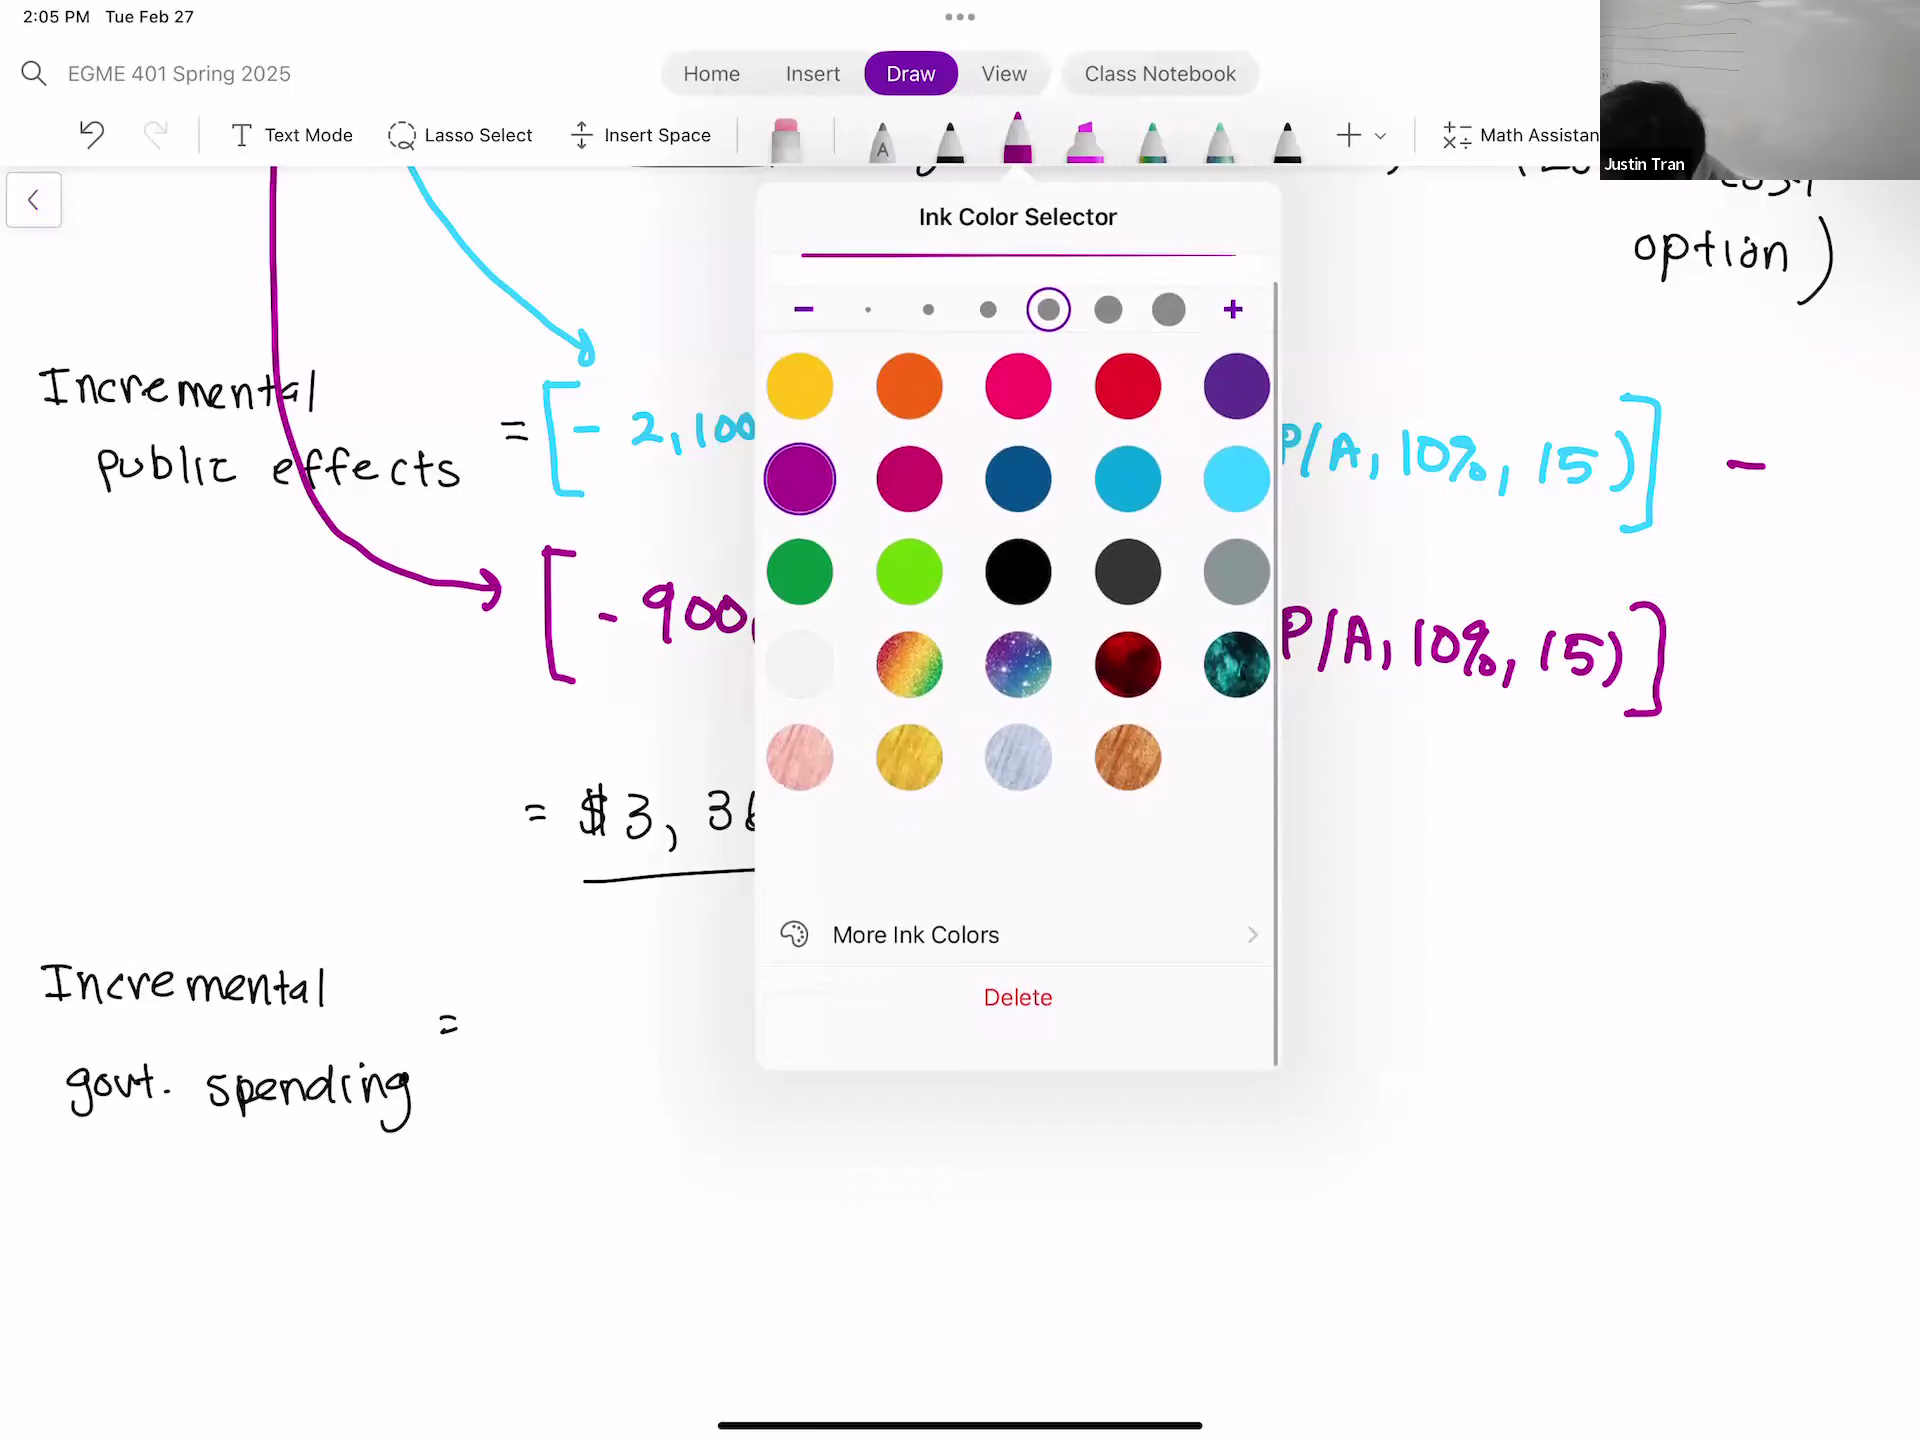 2:05 PM Tue Feb 27
EGME 401 Spring 2025
Home Insert Draw View Class Notebook
Text Mode Lasso Select Insert Space A Math Assistan
Justin Tran
option)
Ink Color Selector
Incremental
public effects
= [- 2,100
P/A, 10%, 15)] -
[- 900,
P/A, 10%, 15)]
= $3, 36
More Ink Colors
Delete
Incremental
govt. spending =